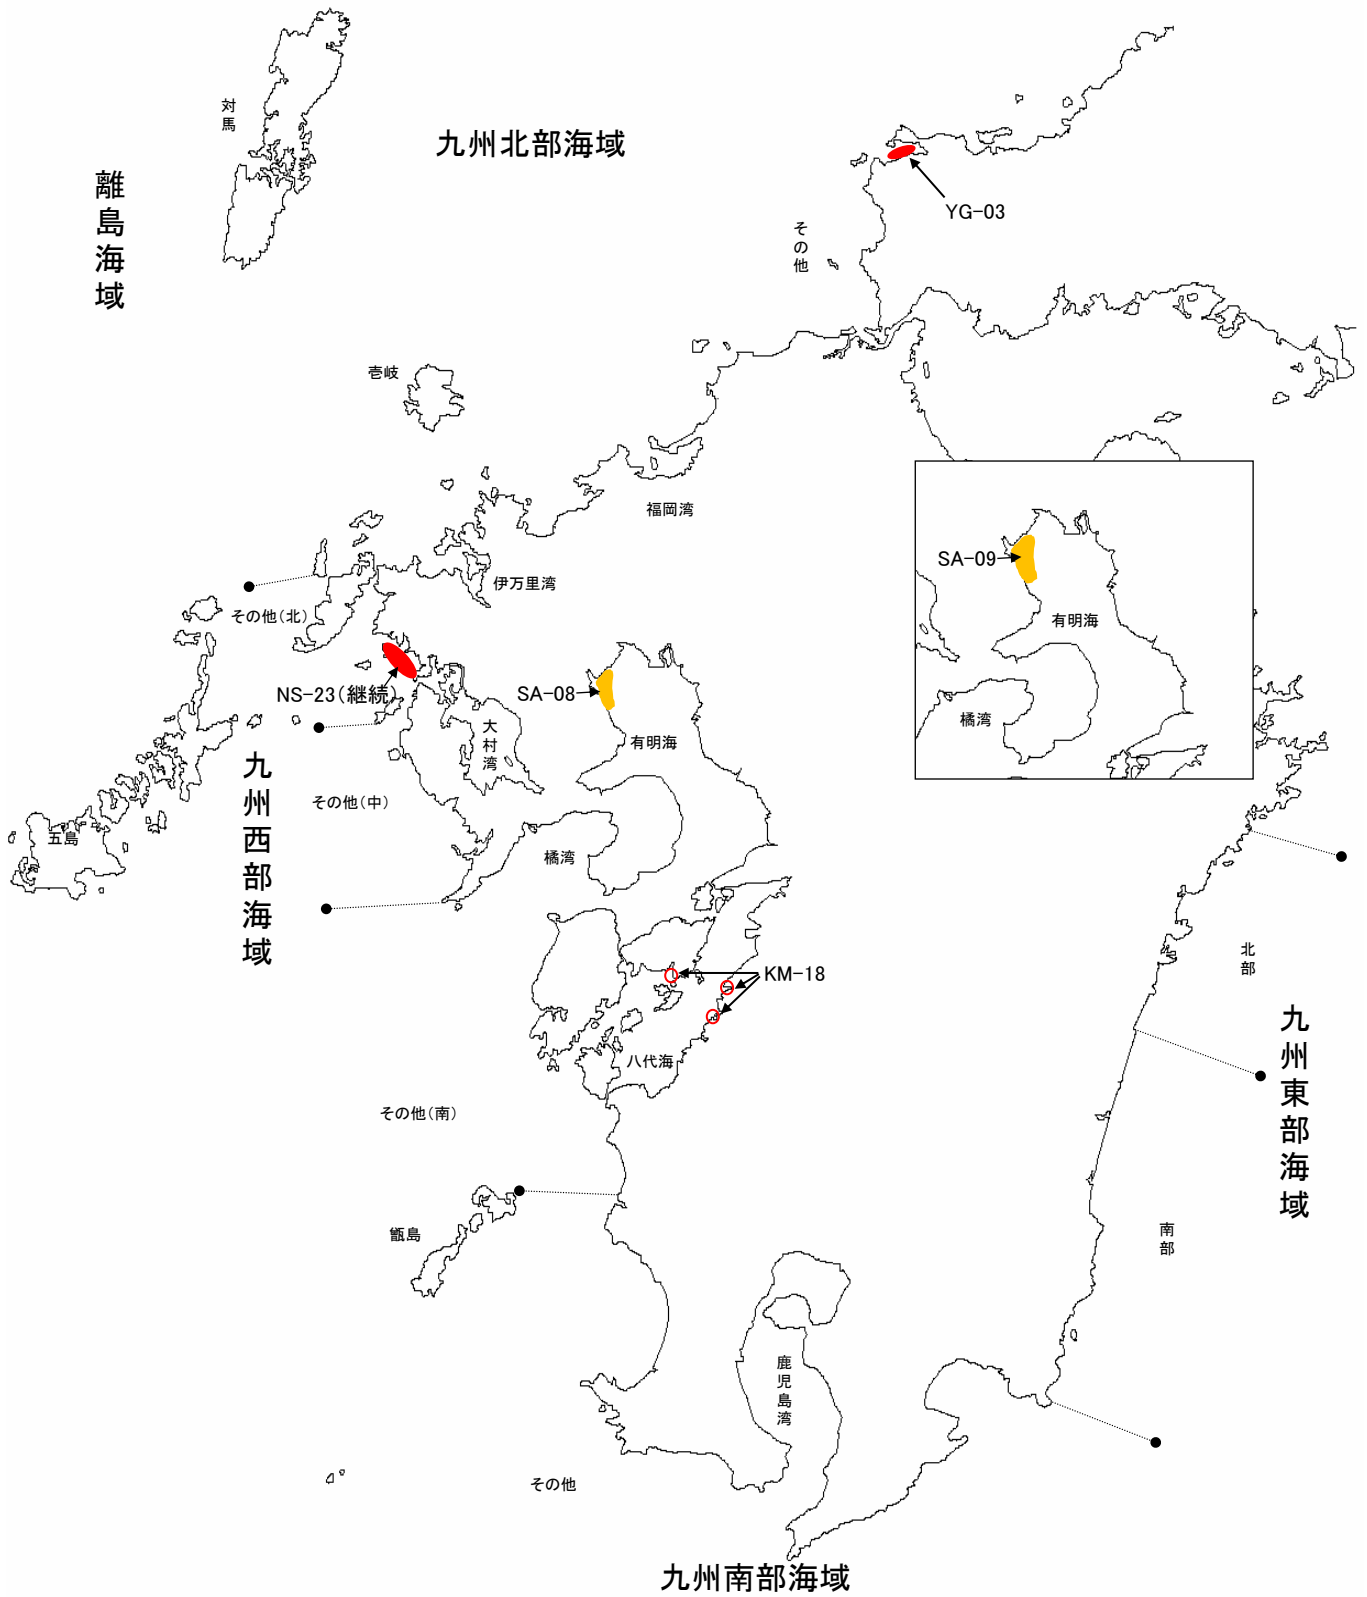 対馬
九州北部海域
離島海域
YG-03
その他
壱岐
福岡湾
伊万里湾
その他(北)
NS-23(継続)
SA-08
大村湾
有明海
SA-09
有明海
橘湾
九州西部海域
その他(中)
五島
橘湾
KM-18
八代海
北部
九州東部海域
その他(南)
甑島
南部
鹿児島湾
その他
九州南部海域